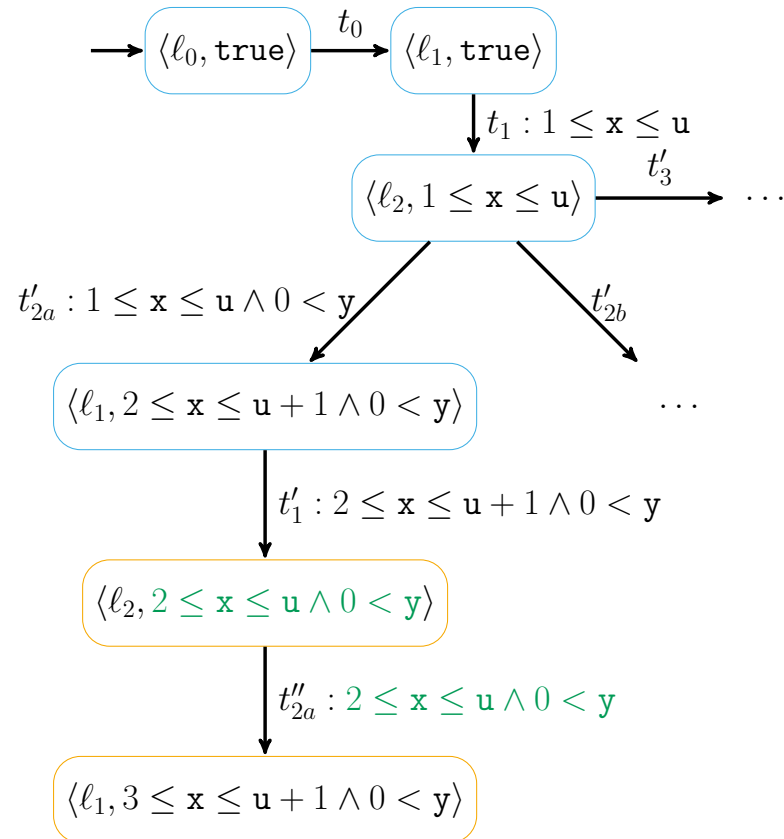 t₀
⟨ℓ₀, true⟩ ⟨ℓ₁, true⟩
t₁ : 1 ≤ x ≤ u
t′₃
⟨ℓ₂, 1 ≤ x ≤ u⟩ ···
t′₂ₐ : 1 ≤ x ≤ u ∧ 0 < y t′_{2b}
⟨ℓ₁, 2 ≤ x ≤ u + 1 ∧ 0 < y⟩ ···
t′₁ : 2 ≤ x ≤ u + 1 ∧ 0 < y
⟨ℓ₂, 2 ≤ x ≤ u ∧ 0 < y⟩
t″₂ₐ : 2 ≤ x ≤ u ∧ 0 < y
⟨ℓ₁, 3 ≤ x ≤ u + 1 ∧ 0 < y⟩